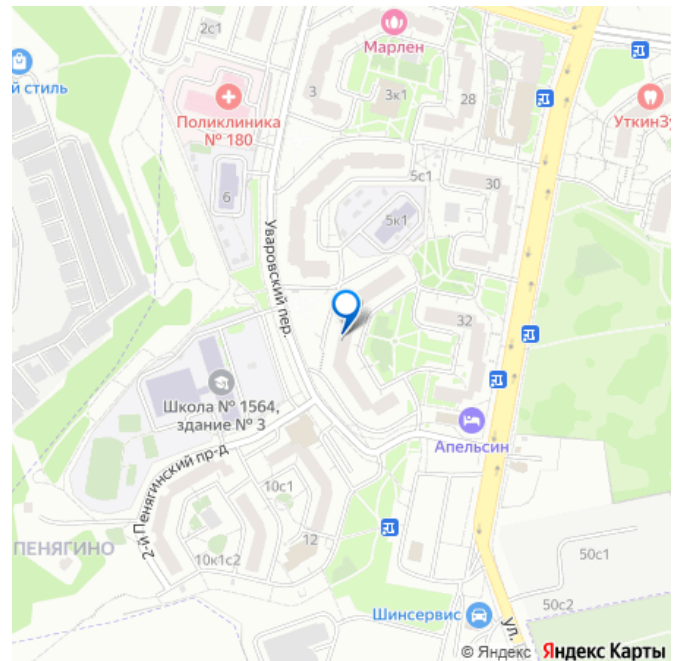 2с1
Марлен
й стиль
3
3к1
28
Поликлиника
№ 180
УткинЗу
6
5с1
30
5к1
Уваровский пер.
32
Школа № 1564,
здание № 3
Апельсин
2-й Пенягинский пр-д
10с1
ПЕНЯГИНО
10к1с2
12
50с1
50с2
Шинсервис
Ул.
© Яндекс Яндекс Карты